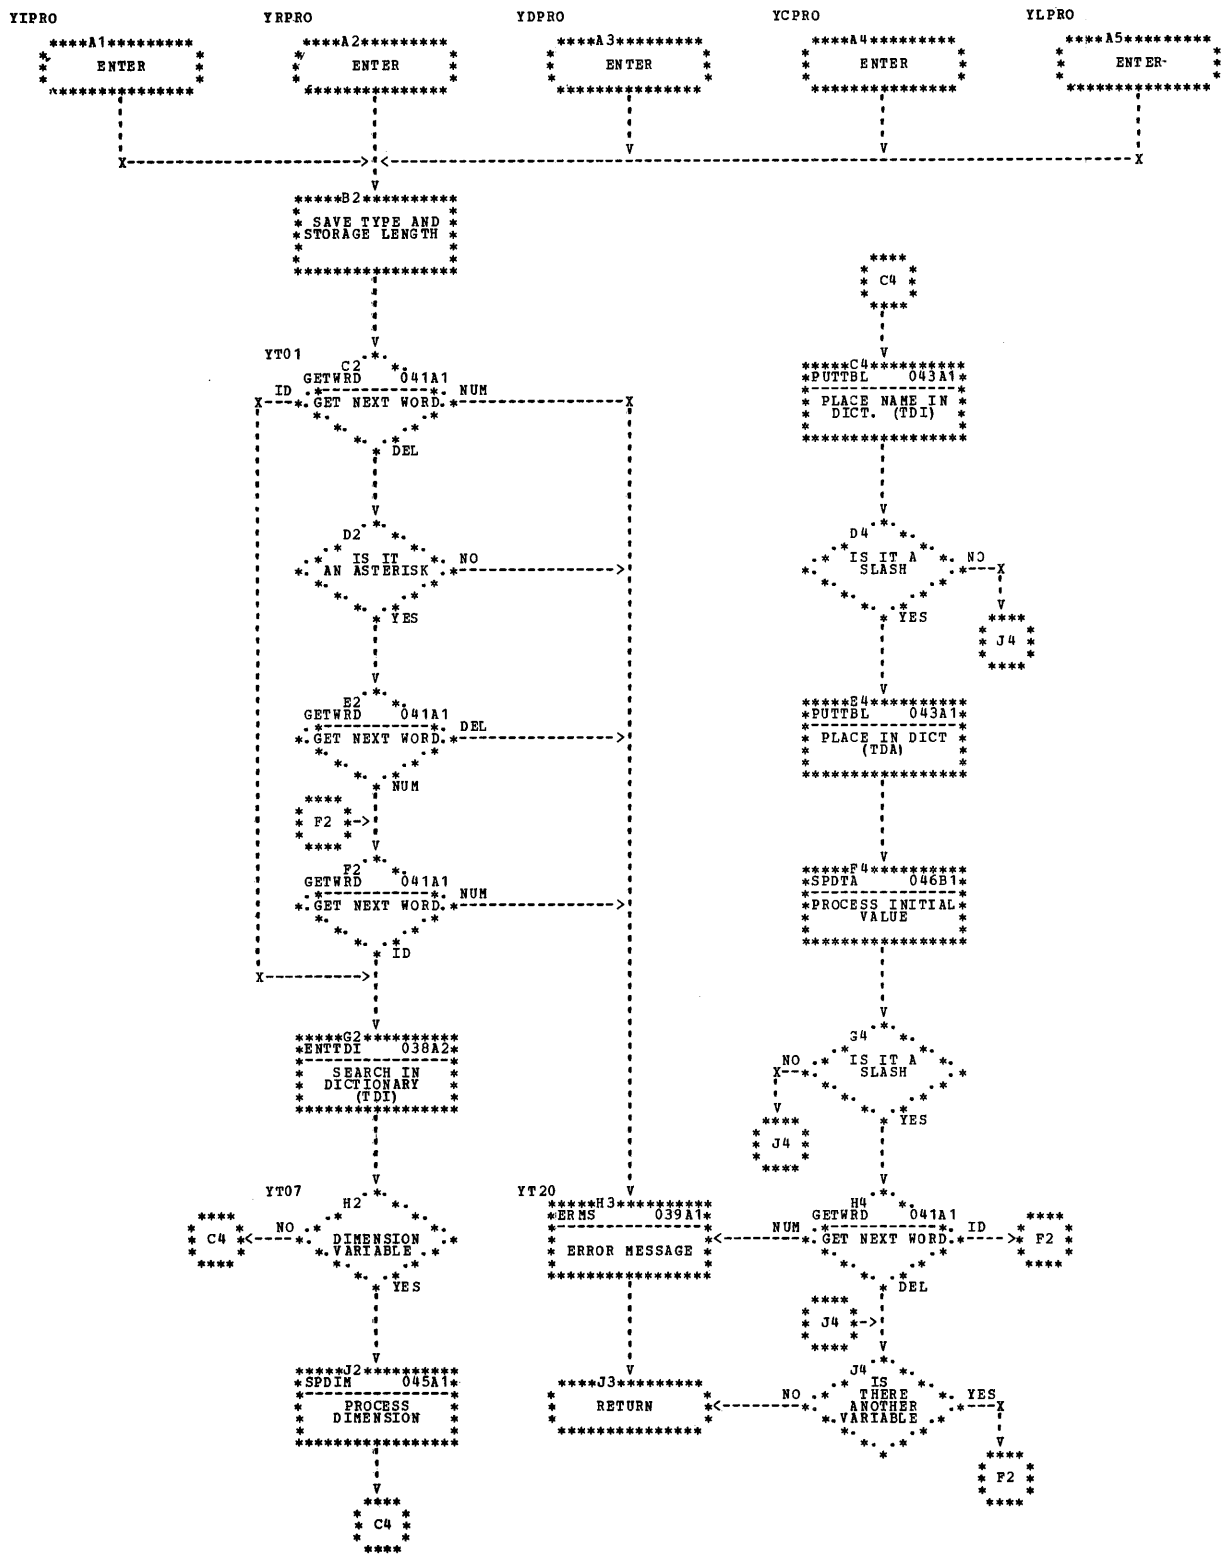 YIPRO YRPRO YDPRO YCPRO YLPRO
****A1********* ****A2********* ****A3********* ****A4********* ****A5*********
ENTER ENTER ENTER ENTER ENTER
*****B2**********
SAVE TYPE AND
STORAGE LENGTH
C4
YT01
C2
GETWRD 041A1
ID GET NEXT WORD NUM
DEL
*****C4**********
*PUTTBL 043A1*
PLACE NAME IN
DICT. (TDI)
D2
IS IT
AN ASTERISK
NO
YES
D4
IS IT A
SLASH
NO
YES
J4
E2
GETWRD 041A1
GET NEXT WORD DEL
NUM
*****E4**********
*PUTTBL 043A1*
PLACE IN DICT
(TDA)
F2
F2
GETWRD 041A1
GET NEXT WORD NUM
ID
*****F4**********
*SPDTA 046B1*
PROCESS INITIAL
VALUE
*****G2**********
*ENTTDI 038A2*
SEARCH IN
DICTIONARY
(TDI)
G4
NO IS IT A
SLASH
YES
J4
YT07
H2
C4 NO DIMENSION
VARIABLE
YES
YT20
*****H3**********
*ERMS 039A1*
ERROR MESSAGE
H4
GETWRD 041A1
NUM GET NEXT WORD ID F2
DEL
J4
*****J2**********
*SPDIM 045A1*
PROCESS
DIMENSION
****J3*********
RETURN
J4
IS
THERE
ANOTHER
VARIABLE
NO
YES
F2
C4